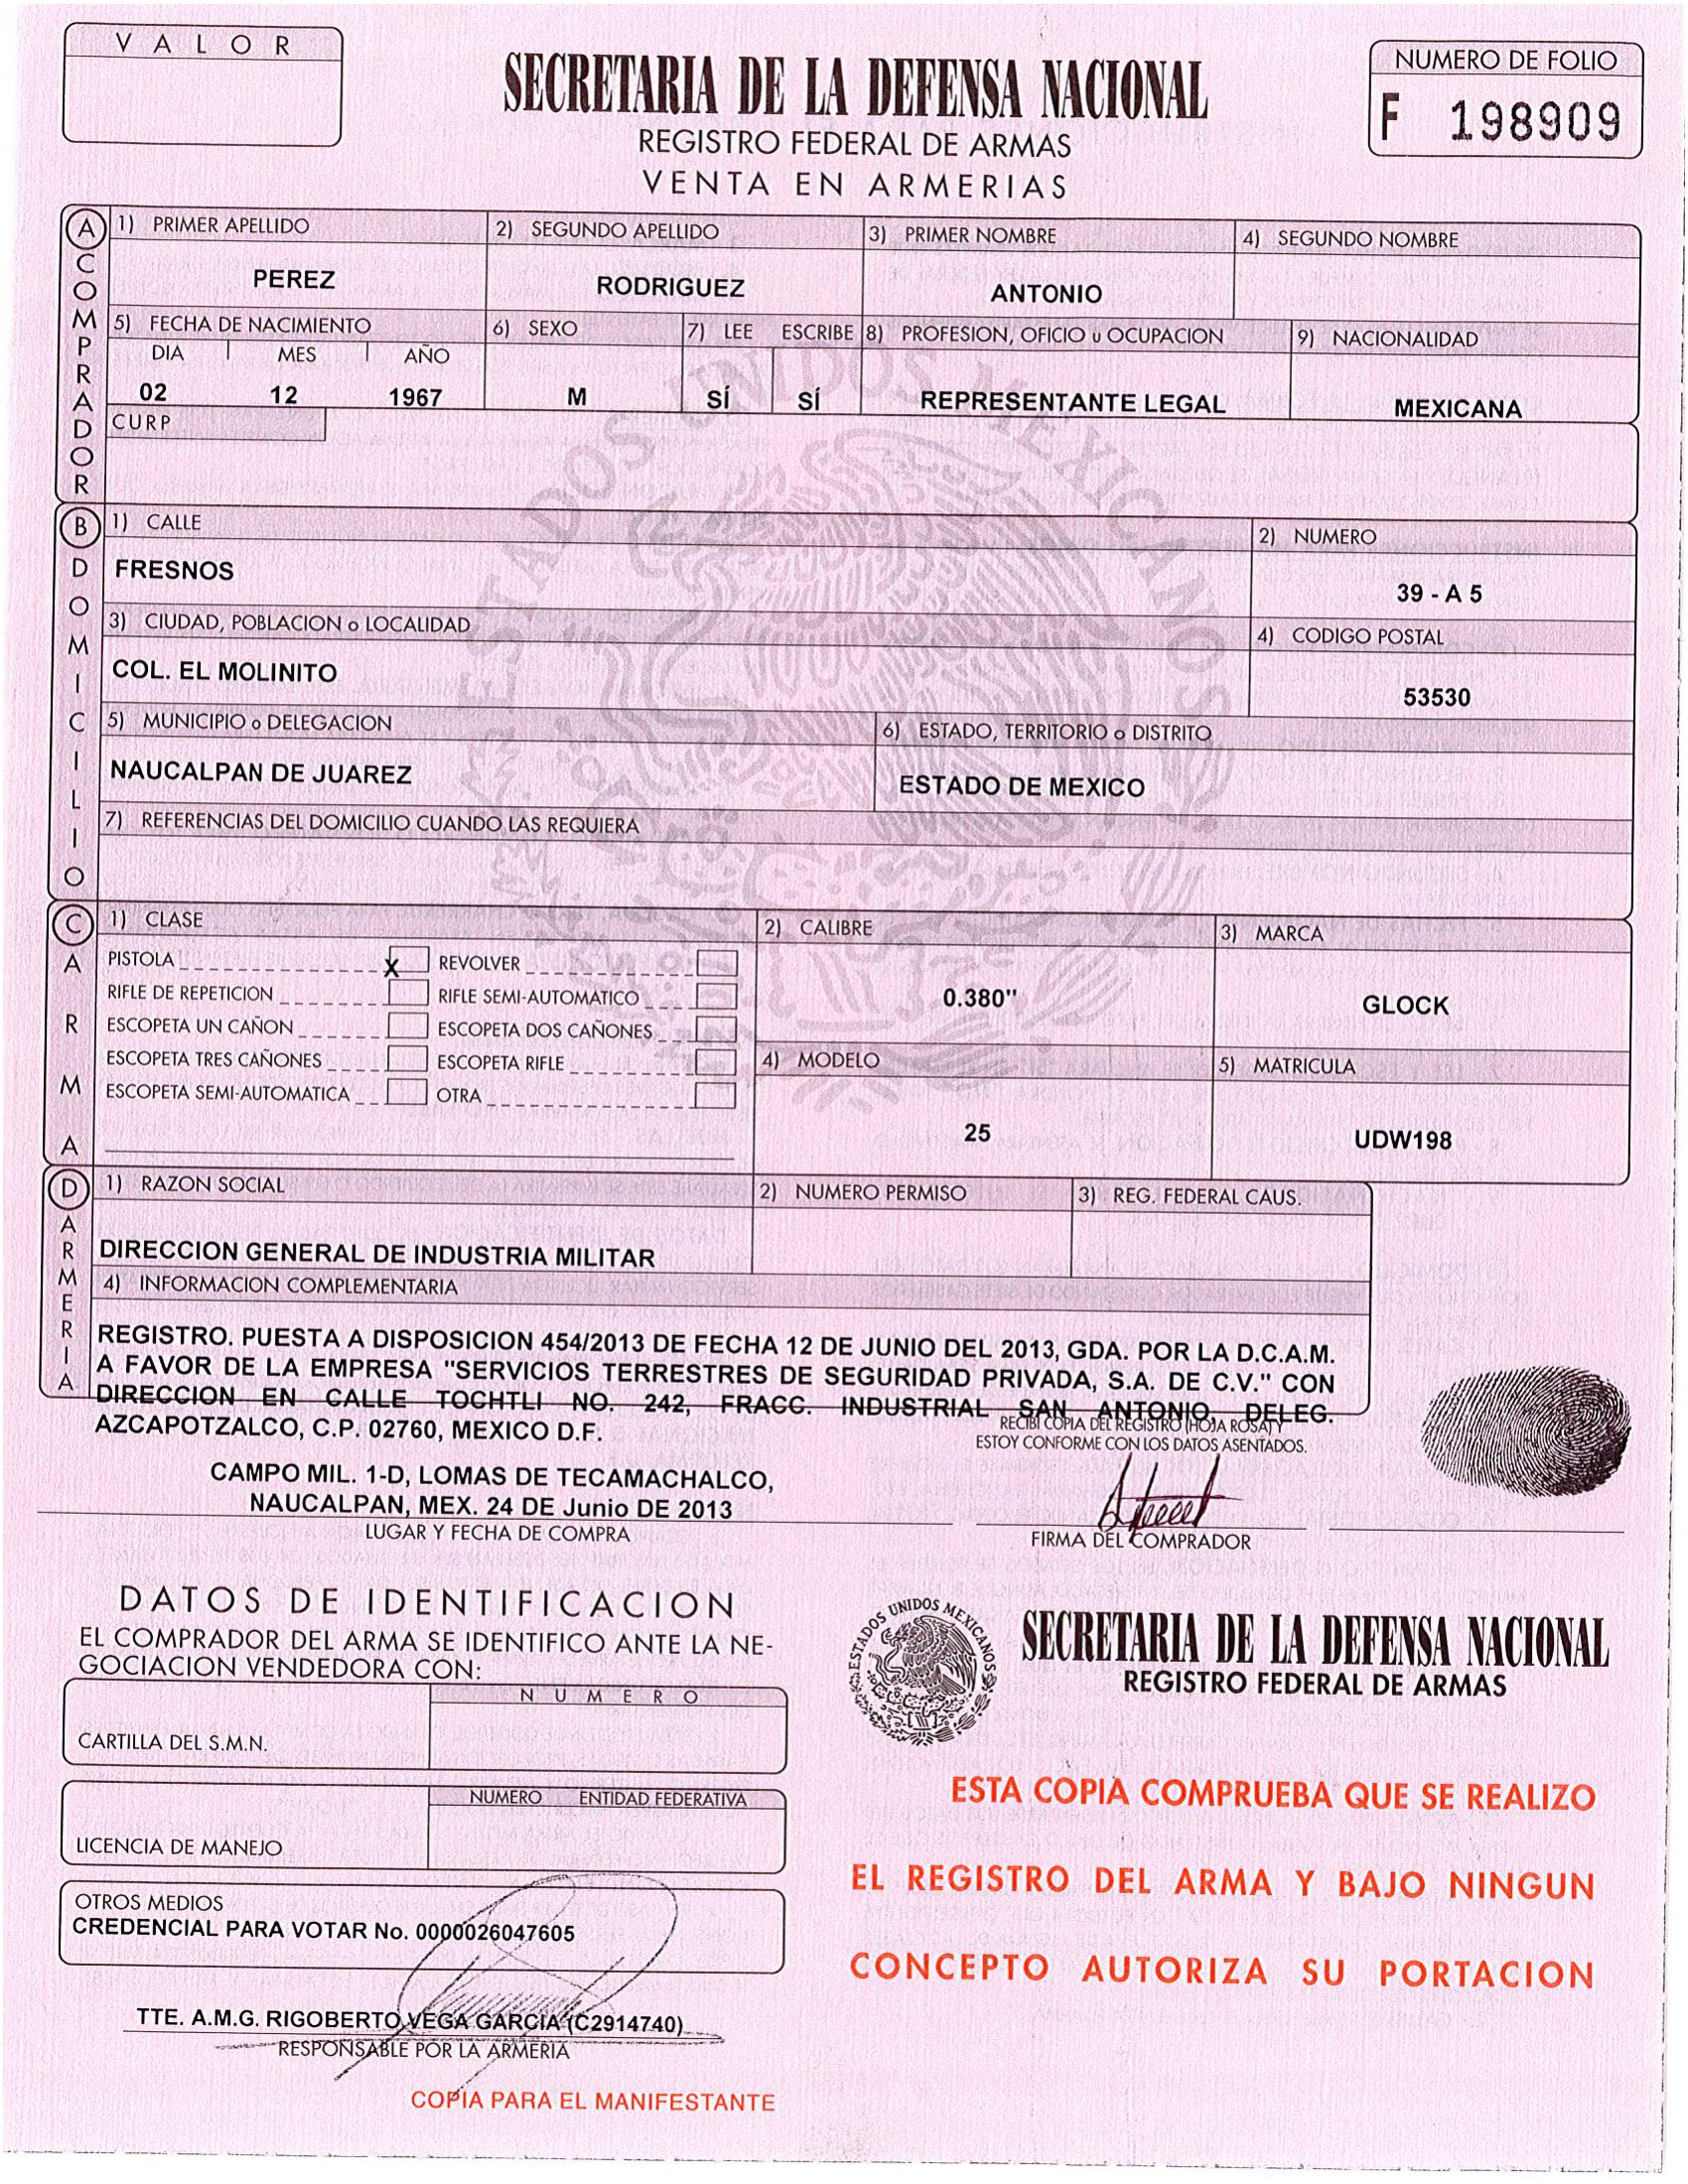 VALOR
SECRETARIA DE LA DEFENSA NACIONAL
REGISTRO FEDERAL DE ARMAS
VENTA EN ARMERIAS
NUMERO DE FOLIO
F 198909
A COMPRADOR
1) PRIMER APELLIDO 2) SEGUNDO APELLIDO 3) PRIMER NOMBRE 4) SEGUNDO NOMBRE
PEREZ RODRIGUEZ ANTONIO
5) FECHA DE NACIMIENTO 6) SEXO 7) LEE ESCRIBE 8) PROFESION, OFICIO u OCUPACION 9) NACIONALIDAD
DIA MES AÑO
02 12 1967 M SÍ SÍ REPRESENTANTE LEGAL MEXICANA
CURP
ESTADOS UNIDOS MEXICANOS
B DOMICILIO
1) CALLE 2) NUMERO
FRESNOS 39 - A 5
3) CIUDAD, POBLACION o LOCALIDAD 4) CODIGO POSTAL
COL. EL MOLINITO 53530
5) MUNICIPIO o DELEGACION 6) ESTADO, TERRITORIO o DISTRITO
NAUCALPAN DE JUAREZ ESTADO DE MEXICO
7) REFERENCIAS DEL DOMICILIO CUANDO LAS REQUIERA
C ARMA
1) CLASE 2) CALIBRE 3) MARCA
PISTOLA X REVOLVER
RIFLE DE REPETICION RIFLE SEMI-AUTOMATICO 0.380" GLOCK
ESCOPETA UN CAÑON ESCOPETA DOS CAÑONES
ESCOPETA TRES CAÑONES ESCOPETA RIFLE 4) MODELO 5) MATRICULA
ESCOPETA SEMI-AUTOMATICA OTRA
25 UDW198
D ARMERIA
1) RAZON SOCIAL 2) NUMERO PERMISO 3) REG. FEDERAL CAUS.
DIRECCION GENERAL DE INDUSTRIA MILITAR
4) INFORMACION COMPLEMENTARIA
REGISTRO. PUESTA A DISPOSICION 454/2013 DE FECHA 12 DE JUNIO DEL 2013, GDA. POR LA D.C.A.M.
A FAVOR DE LA EMPRESA "SERVICIOS TERRESTRES DE SEGURIDAD PRIVADA, S.A. DE C.V." CON
DIRECCION EN CALLE TOCHTLI NO. 242, FRACC. INDUSTRIAL SAN ANTONIO, DELEG.
AZCAPOTZALCO, C.P. 02760, MEXICO D.F.
RECIBI COPIA DEL REGISTRO (HOJA ROSA) Y
ESTOY CONFORME CON LOS DATOS ASENTADOS.
CAMPO MIL. 1-D, LOMAS DE TECAMACHALCO,
NAUCALPAN, MEX. 24 DE Junio DE 2013
LUGAR Y FECHA DE COMPRA
FIRMA DEL COMPRADOR
DATOS DE IDENTIFICACION
EL COMPRADOR DEL ARMA SE IDENTIFICO ANTE LA NE-
GOCIACION VENDEDORA CON:
NUMERO
CARTILLA DEL S.M.N.
NUMERO ENTIDAD FEDERATIVA
LICENCIA DE MANEJO
OTROS MEDIOS
CREDENCIAL PARA VOTAR No. 0000026047605
TTE. A.M.G. RIGOBERTO VEGA GARCIA (C2914740)
RESPONSABLE POR LA ARMERIA
COPIA PARA EL MANIFESTANTE
ESTADOS UNIDOS MEXICANOS
SECRETARIA DE LA DEFENSA NACIONAL
REGISTRO FEDERAL DE ARMAS
ESTA COPIA COMPRUEBA QUE SE REALIZO
EL REGISTRO DEL ARMA Y BAJO NINGUN
CONCEPTO AUTORIZA SU PORTACION